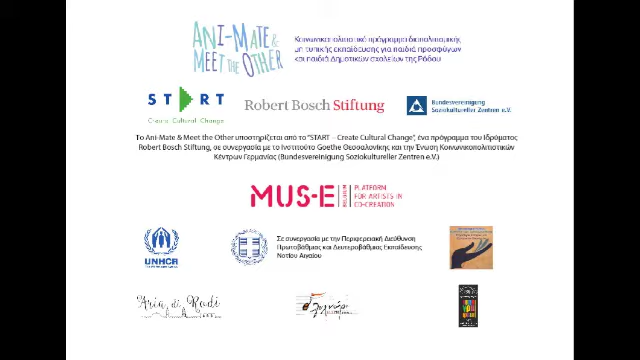 ANI-MATE &
MEET THE OTHER
Κοινωνικοπολιτιστικό πρόγραμμα διαπολιτισμικής
μη τυπικής εκπαίδευσης για παιδιά προσφύγων
και παιδιά Δημοτικών σχολείων της Ρόδου
START
Create Cultural Change
Robert Bosch Stiftung
Bundesvereinigung
Soziokultureller Zentren e.V.
Το Ani-Mate & Meet the Other υποστηρίζεται από το "START – Create Cultural Change", ένα πρόγραμμα του Ιδρύματος
Robert Bosch Stiftung, σε συνεργασία με το Ινστιτούτο Goethe Θεσσαλονίκης και την Ένωση Κοινωνικοπολιτιστικών
Κέντρων Γερμανίας (Bundesvereinigung Soziokultureller Zentren e.V.)
MUS-E
BELGIUM
PLATFORM
FOR ARTISTS IN
CO-CREATION
UNHCR
Σε συνεργασία με την Περιφερειακή Διεύθυνση
Πρωτοβάθμιας και Δευτεροβάθμιας Εκπαίδευσης
Νοτίου Αιγαίου
Aria di Rodi